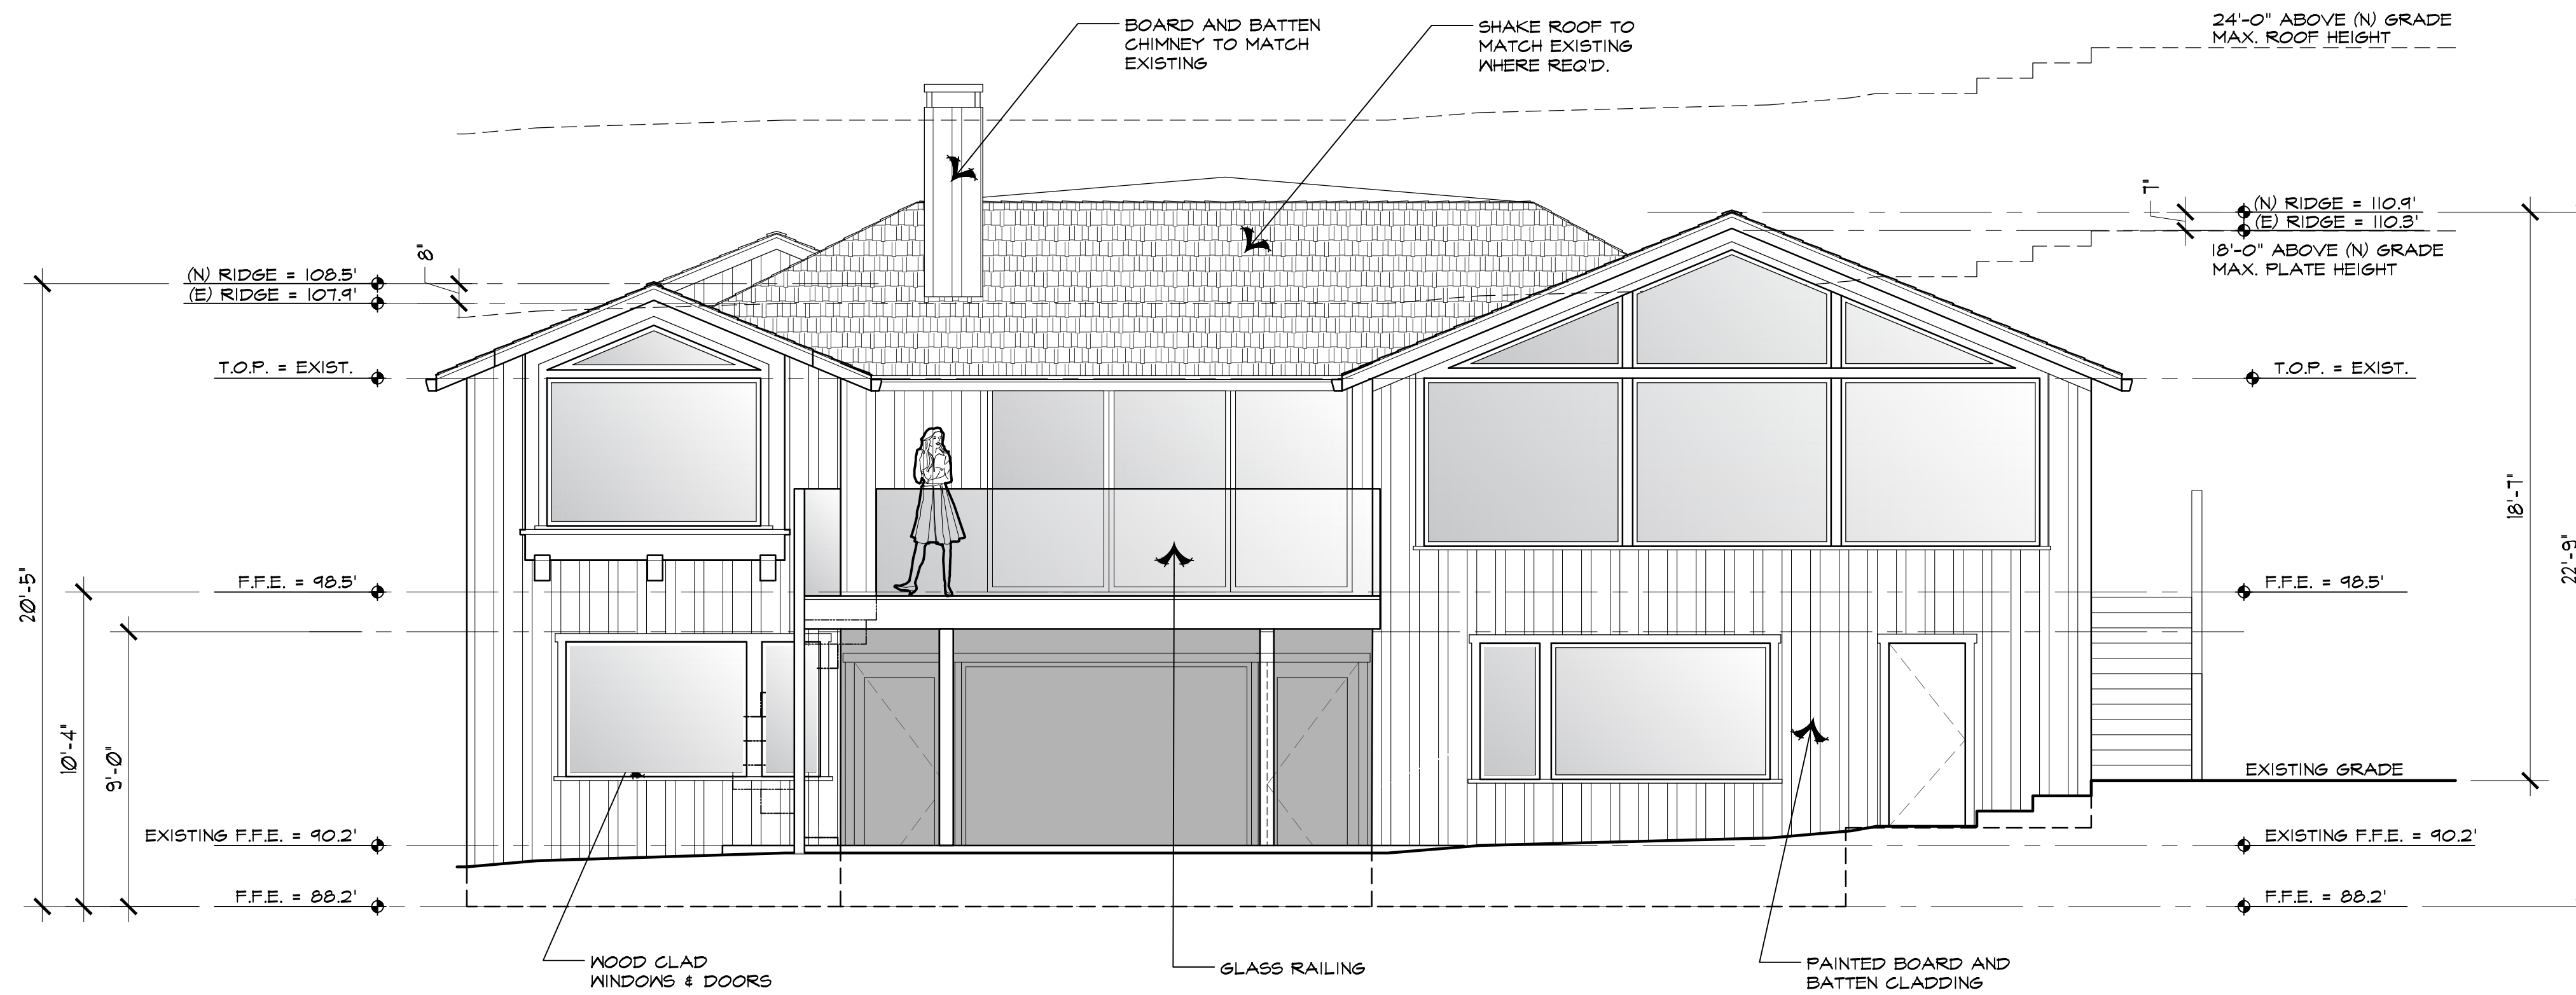 BOARD AND BATTEN
CHIMNEY TO MATCH
EXISTING
SHAKE ROOF TO
MATCH EXISTING
WHERE REQ'D.
24'-0" ABOVE (N) GRADE
MAX. ROOF HEIGHT
7"
(N) RIDGE = 110.9'
(E) RIDGE = 110.3'
18'-0" ABOVE (N) GRADE
MAX. PLATE HEIGHT
8"
(N) RIDGE = 108.5'
(E) RIDGE = 107.9'
T.O.P. = EXIST.
T.O.P. = EXIST.
18'-7"
22'-9"
20'-5"
F.F.E. = 98.5'
F.F.E. = 98.5'
10'-4"
9'-0"
EXISTING GRADE
EXISTING F.F.E. = 90.2'
EXISTING F.F.E. = 90.2'
F.F.E. = 88.2'
F.F.E. = 88.2'
WOOD CLAD
WINDOWS & DOORS
GLASS RAILING
PAINTED BOARD AND
BATTEN CLADDING